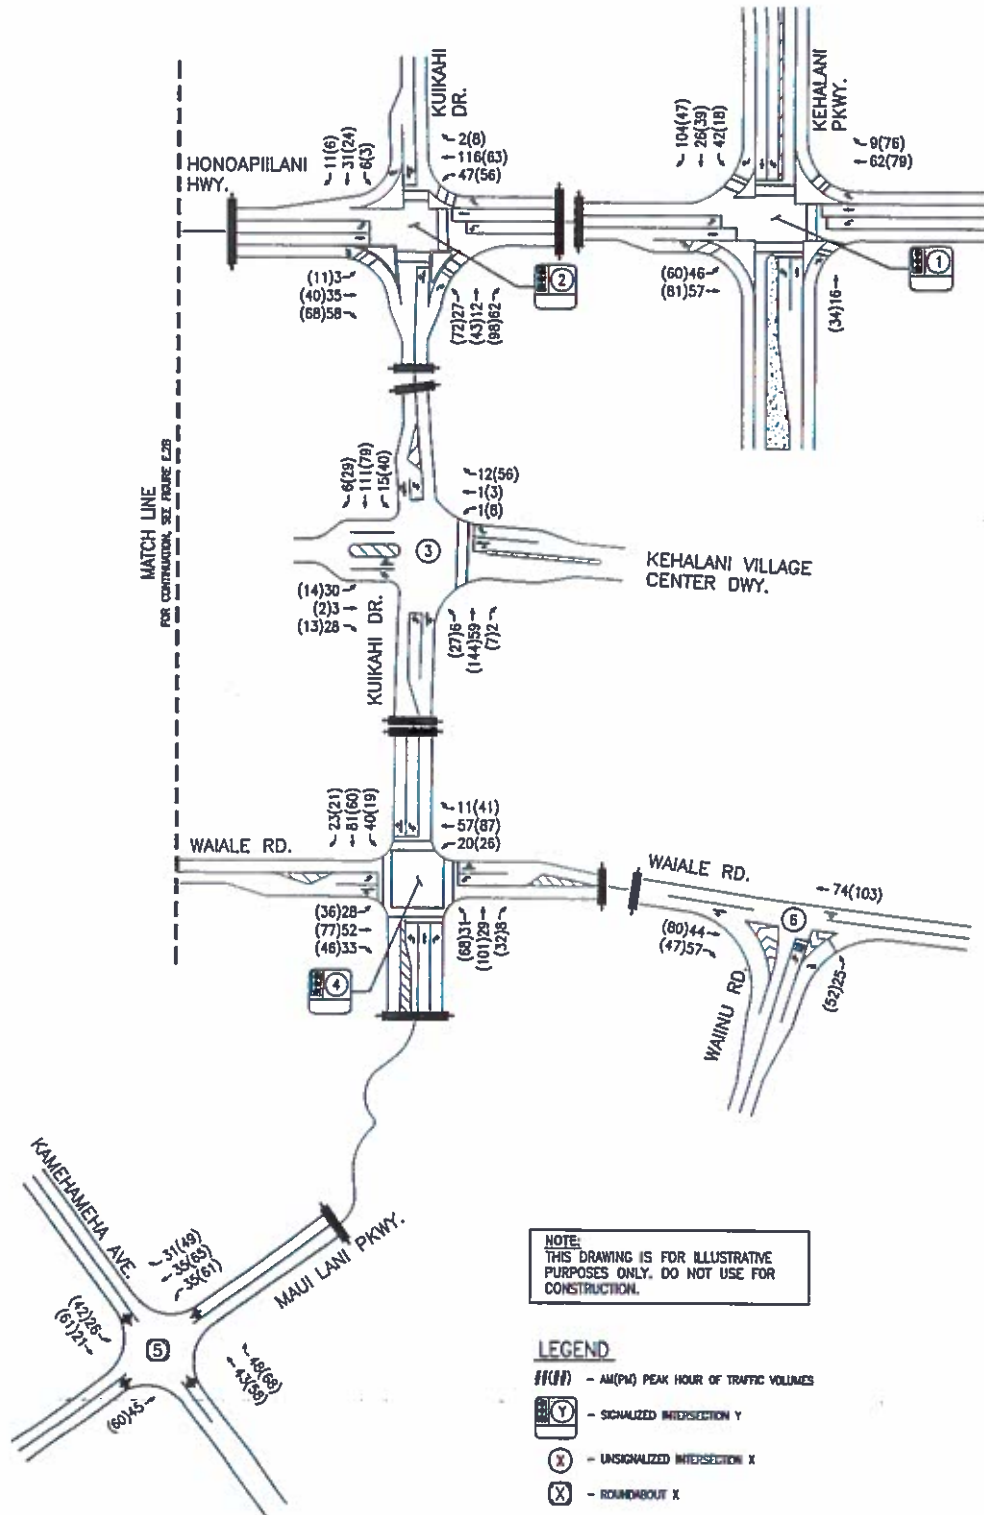 KUIKAHI
DR.
KEHALANI
PKWY.
HONOAPIILANI
HWY.
11(6)
31(24)
6(3)
2(8)
116(63)
47(56)
104(47)
26(39)
42(18)
9(76)
62(79)
(11)3
(40)35
(68)58
2
(72)27
(43)12
(98)62
(60)46
(81)57
1
(34)16
MATCH LINE
FOR CONTINUATION, SEE FIGURE E.2B
6(29)
111(79)
15(40)
12(56)
1(3)
1(8)
3
KEHALANI VILLAGE
CENTER DWY.
(14)30
(2)3
(13)28
KUIKAHI DR.
(27)6
(144)59
(7)2
23(21)
81(60)
40(19)
11(41)
57(87)
20(26)
WAIALE RD.
WAIALE RD.
74(103)
6
(36)28
(77)52
(46)33
(68)31
(101)29
(32)8
(80)44
(47)57
(52)25
WAIINU RD.
4
KAMEHAMEHA AVE.
31(49)
35(65)
35(61)
MAUI LANI PKWY.
(42)26
(61)21
5
48(68)
43(58)
(60)45
NOTE:
THIS DRAWING IS FOR ILLUSTRATIVE
PURPOSES ONLY. DO NOT USE FOR
CONSTRUCTION.
LEGEND
##(##) - AM(PM) PEAK HOUR OF TRAFFIC VOLUMES
Y - SIGNALIZED INTERSECTION Y
X - UNSIGNALIZED INTERSECTION X
X - ROUNDABOUT X